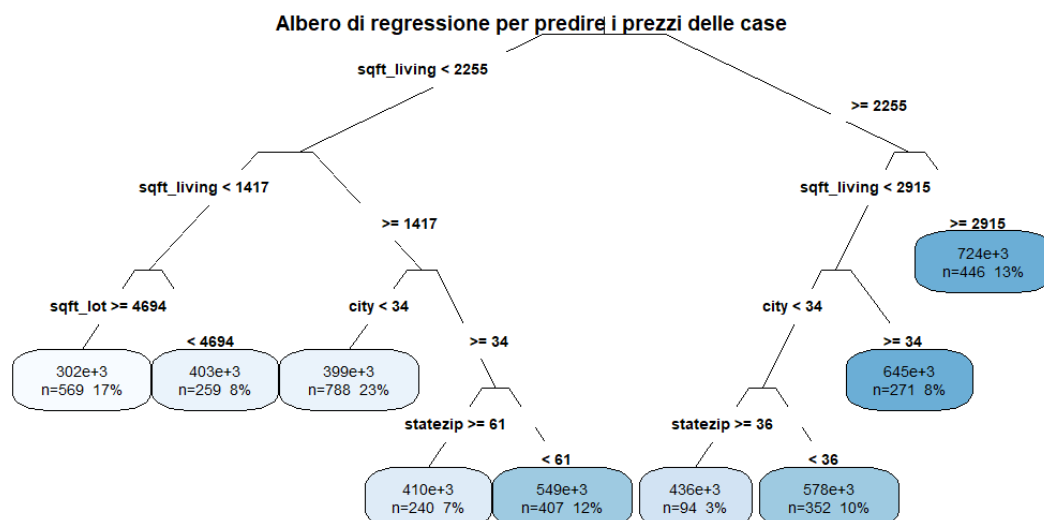 Albero di regressione per predire i prezzi delle case
sqft_living < 2255
>= 2255
sqft_living < 1417
sqft_living < 2915
>= 1417
>= 2915
724e+3
n=446 13%
sqft_lot >= 4694
city < 34
city < 34
< 4694
>= 34
>= 34
302e+3
n=569 17%
403e+3
n=259 8%
399e+3
n=788 23%
645e+3
n=271 8%
statezip >= 61
statezip >= 36
< 61
< 36
410e+3
n=240 7%
549e+3
n=407 12%
436e+3
n=94 3%
578e+3
n=352 10%